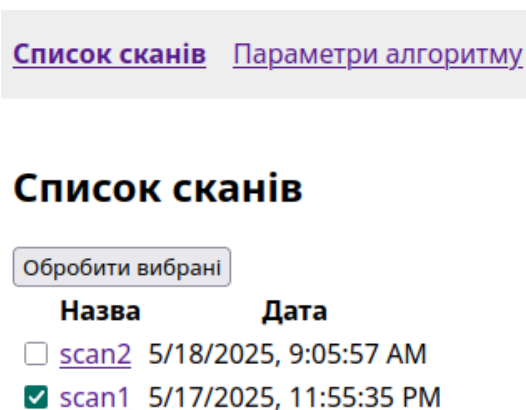 Список сканів Параметри алгоритму
Список сканів
Обробити вибрані
Назва Дата
scan2 5/18/2025, 9:05:57 AM
scan1 5/17/2025, 11:55:35 PM